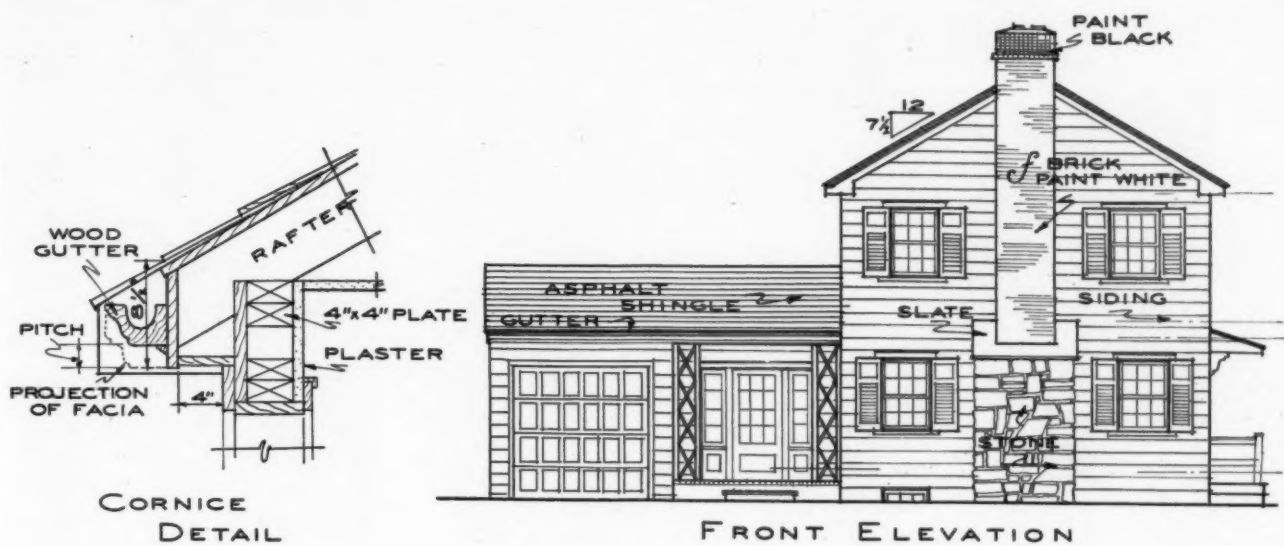 WOOD
GUTTER
RAFTER
8½
PITCH
4"x4" PLATE
PLASTER
PROJECTION
OF FACIA
4"
CORNICE
DETAIL
PAINT
BLACK
12
7½
BRICK
PAINT WHITE
ASPHALT
SHINGLE
GUTTER
SLATE
SIDING
STONE
FRONT ELEVATION